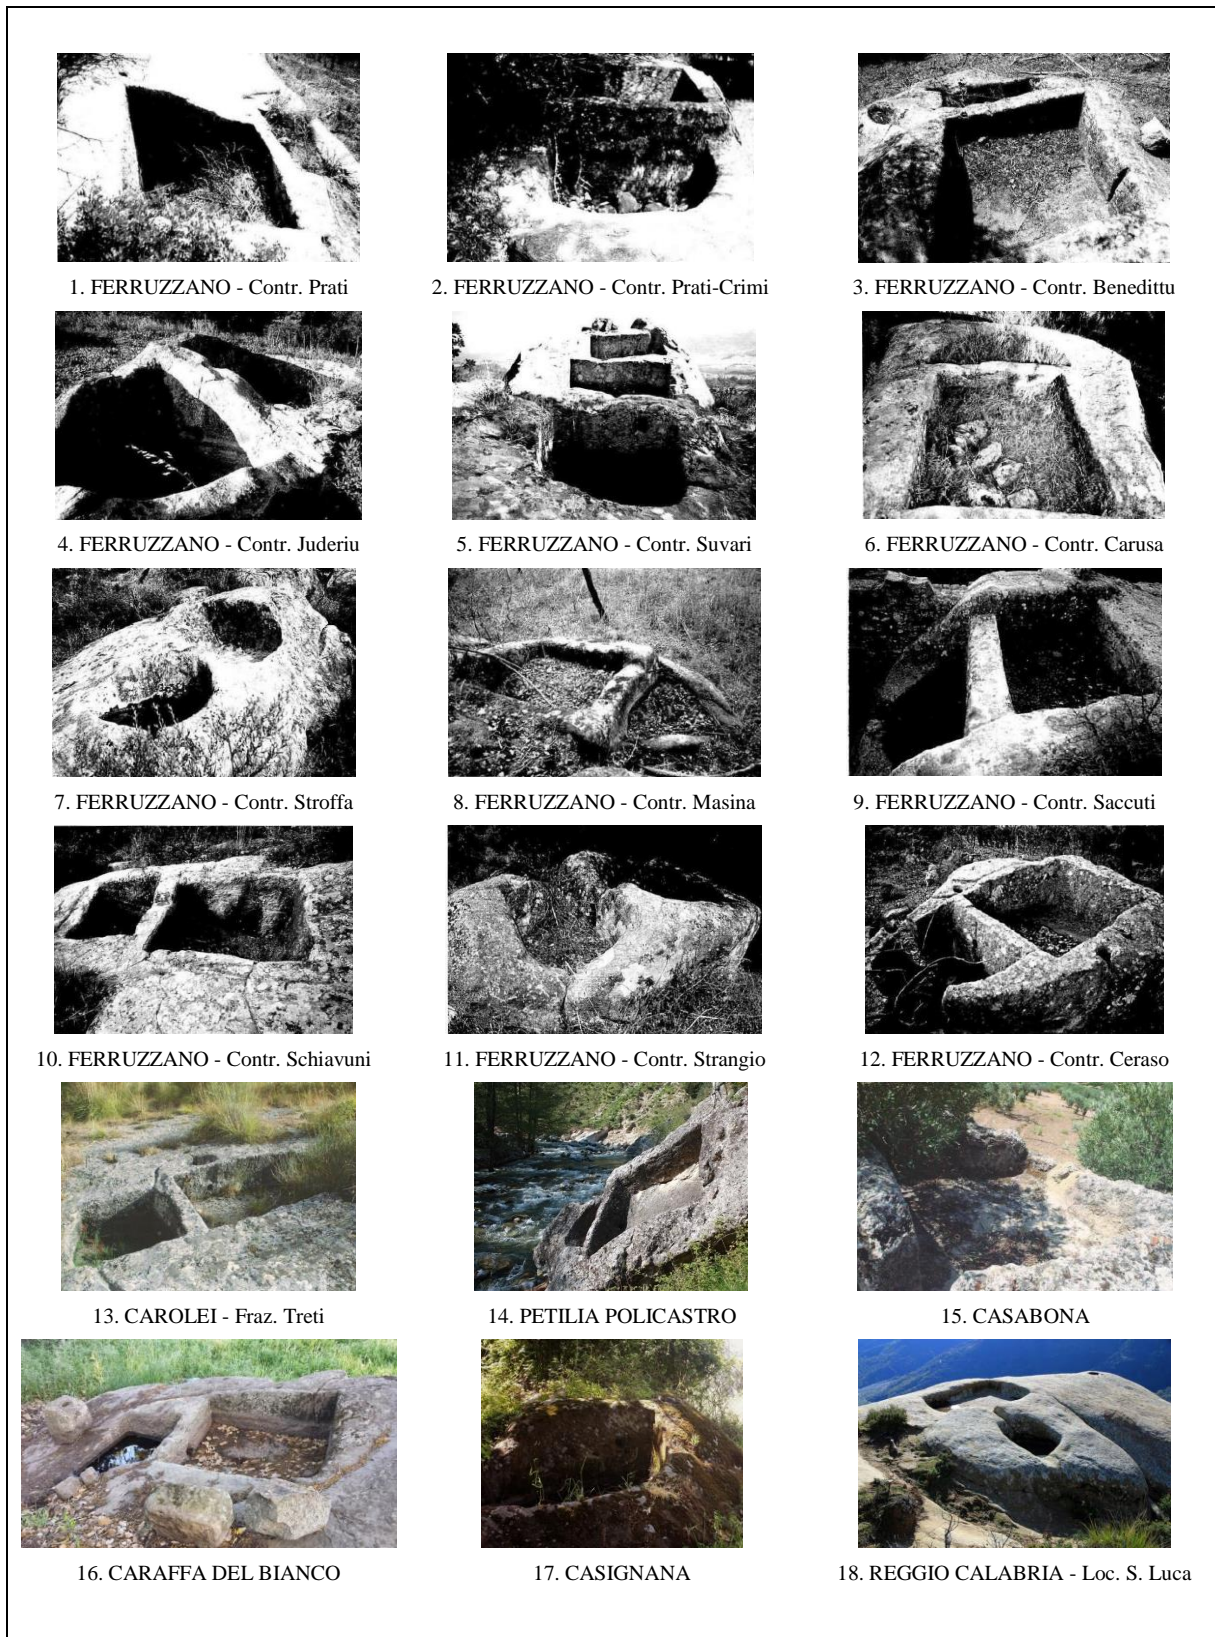 1. FERRUZZANO - Contr. Prati
2. FERRUZZANO - Contr. Prati-Crimi
3. FERRUZZANO - Contr. Benedittu
4. FERRUZZANO - Contr. Juderiu
5. FERRUZZANO - Contr. Suvari
6. FERRUZZANO - Contr. Carusa
7. FERRUZZANO - Contr. Stroffa
8. FERRUZZANO - Contr. Masina
9. FERRUZZANO - Contr. Saccuti
10. FERRUZZANO - Contr. Schiavuni
11. FERRUZZANO - Contr. Strangio
12. FERRUZZANO - Contr. Ceraso
13. CAROLEI - Fraz. Treti
14. PETILIA POLICASTRO
15. CASABONA
16. CARAFFA DEL BIANCO
17. CASIGNANA
18. REGGIO CALABRIA - Loc. S. Luca